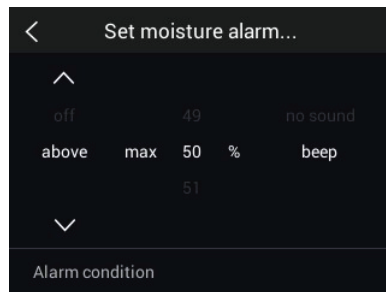 Set moisture alarm...
off 49 no sound
above max 50 % beep
51
Alarm condition